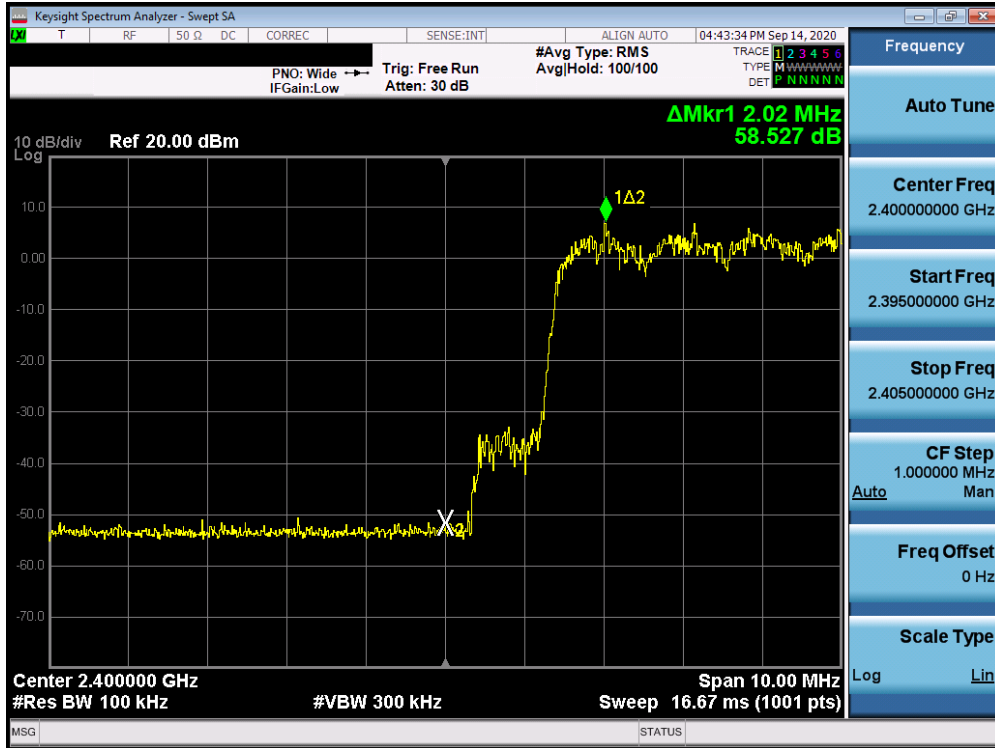 Keysight Spectrum Analyzer - Swept SA
LXI T RF 50 Ω DC CORREC SENSE:INT ALIGN AUTO 04:43:34 PM Sep 14, 2020
PNO: Wide
IFGain:Low
Trig: Free Run
Atten: 30 dB
#Avg Type: RMS
Avg|Hold: 100/100
TRACE 1 2 3 4 5 6
TYPE M W W W W W
DET P N N N N N
ΔMkr1 2.02 MHz
58.527 dB
10 dB/div Ref 20.00 dBm
Log
10.0
0.00
-10.0
-20.0
-30.0
-40.0
-50.0
-60.0
-70.0
1Δ2
X2
Center 2.400000 GHz
#Res BW 100 kHz
#VBW 300 kHz
Span 10.00 MHz
Sweep 16.67 ms (1001 pts)
MSG
STATUS
Frequency
Auto Tune
Center Freq
2.400000000 GHz
Start Freq
2.395000000 GHz
Stop Freq
2.405000000 GHz
CF Step
1.000000 MHz
Auto Man
Freq Offset
0 Hz
Scale Type
Log Lin